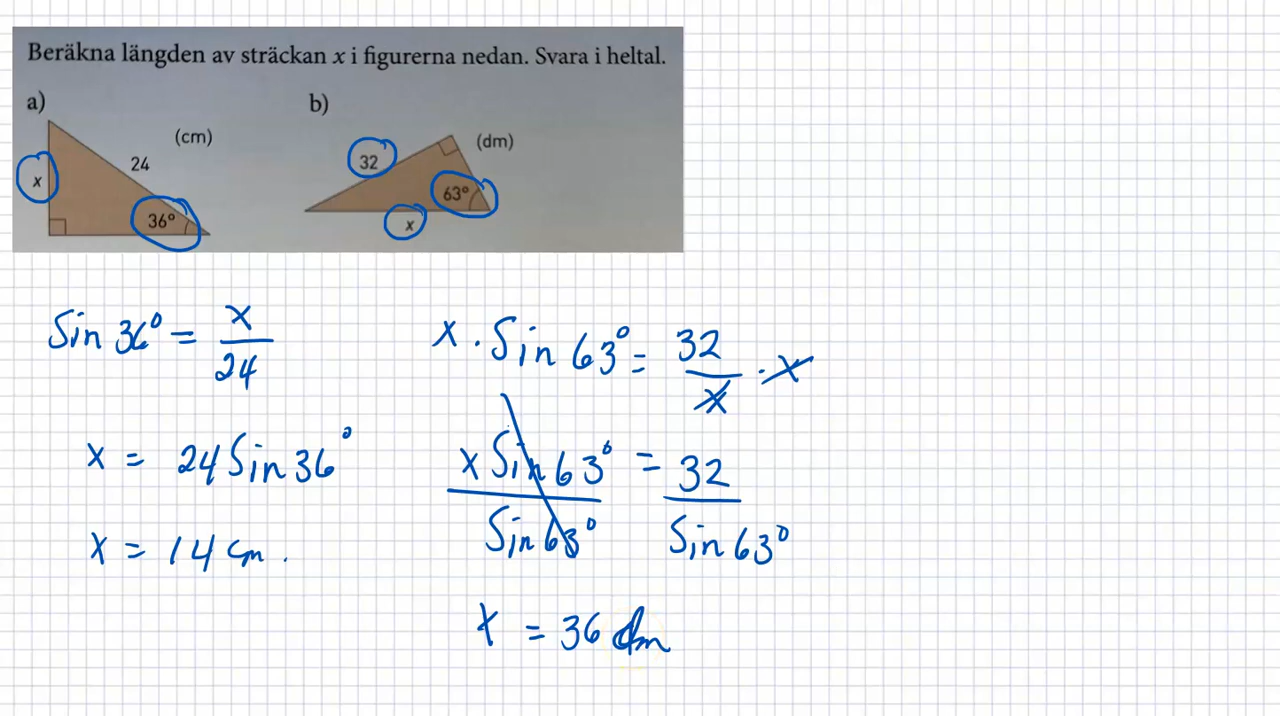 Beräkna längden av sträckan x i figurerna nedan. Svara i heltal.
a)
(cm)
24
x
36°
b)
(dm)
32
63°
x
Sin 36° = x/24
x = 24 Sin 36°
x = 14 cm.
x · Sin 63° = 32/x · x
x Sin 63° / Sin 63° = 32 / Sin 63°
x = 36 dm